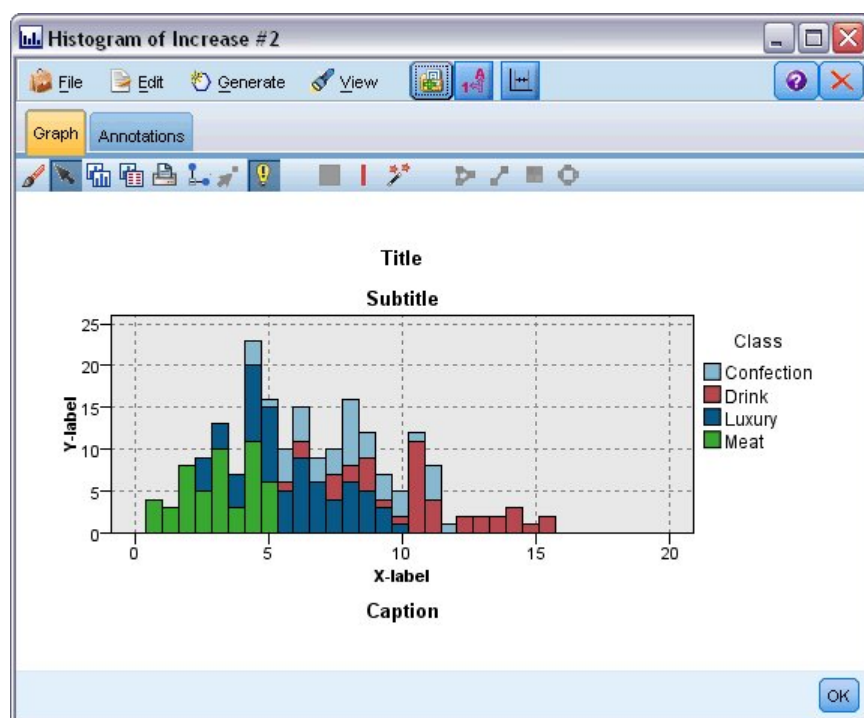 Histogram of Increase #2
File Edit Generate View
Graph Annotations
Title
Subtitle
25
20
15
10
5
0
Y-label
0 5 10 15 20
X-label
Caption
Class
Confection
Drink
Luxury
Meat
OK